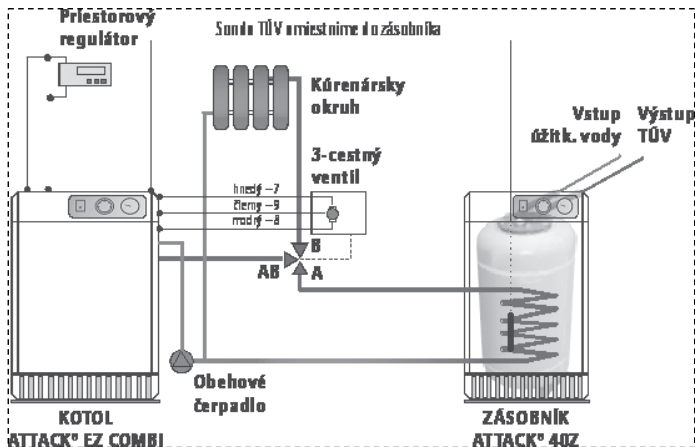 Priestorový
regulátor
Sondu TÚV umiestnime do zásobníka
Kúrenársky
okruh
Vstup
úžitk. vody
Výstup
TÚV
3-cestný
ventil
hnedý –7
čierny –9
modrý –8
B
AB
A
Obehové
čerpadlo
KOTOL
ATTACK® EZ COMBI
ZÁSOBNÍK
ATTACK® 40Z